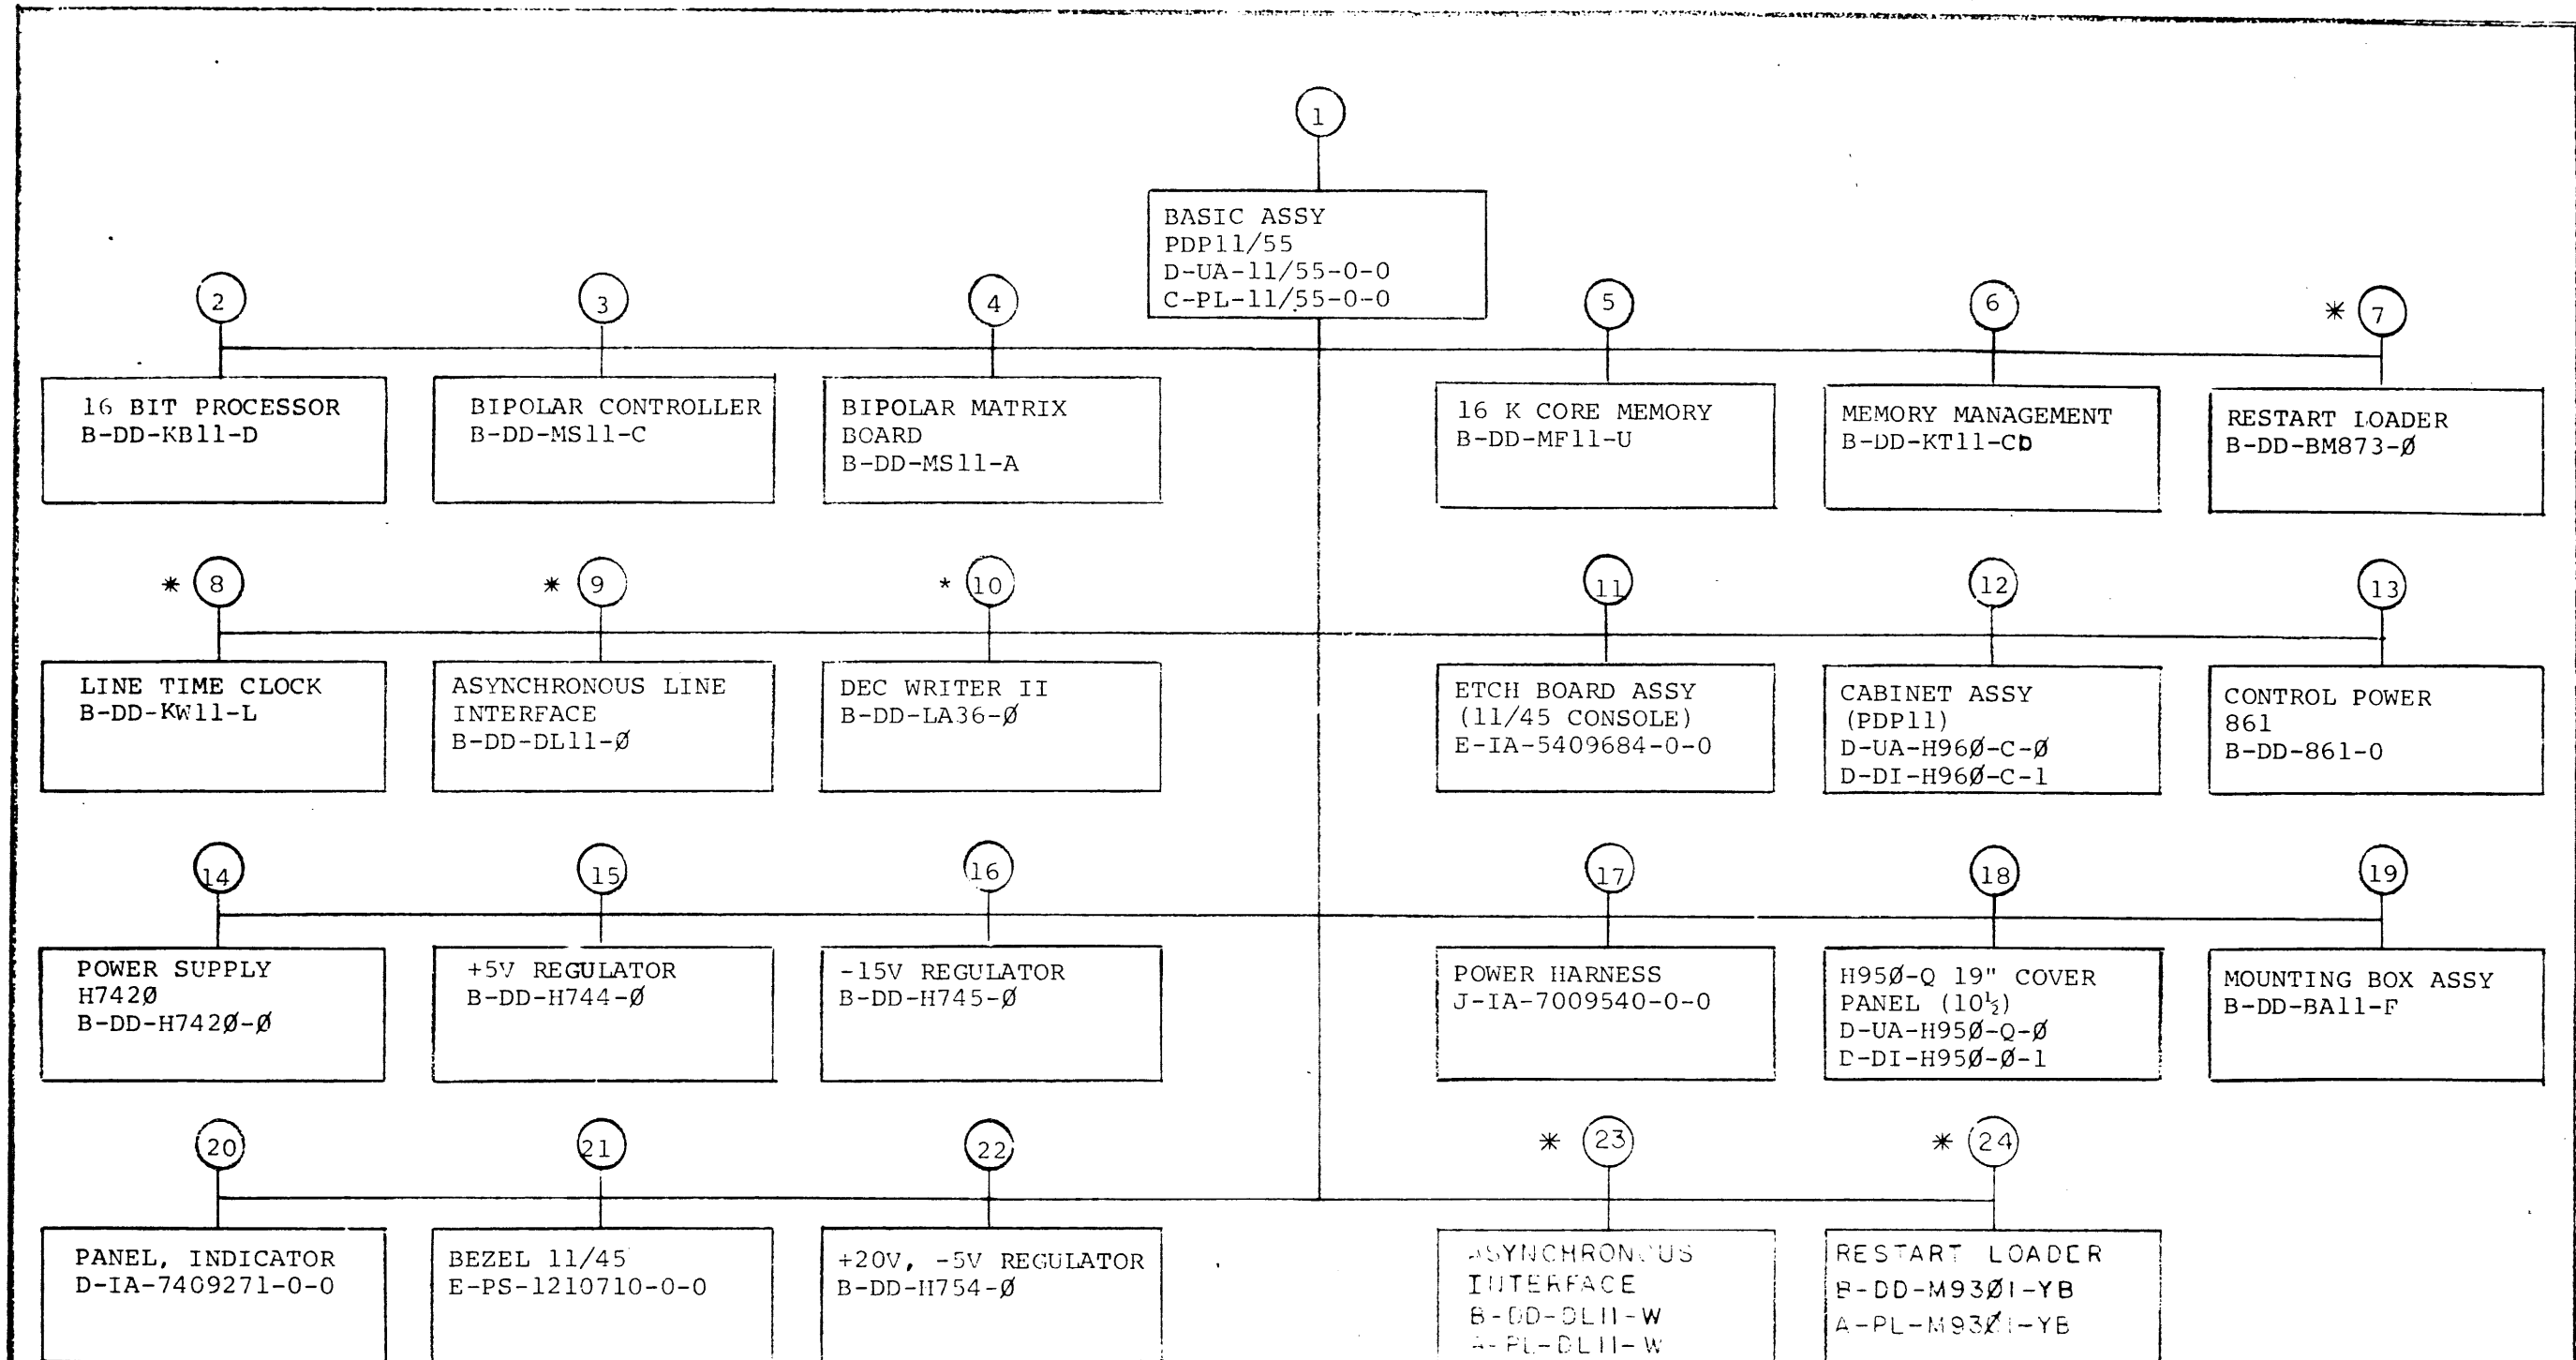 1
BASIC ASSY
PDP11/55
D-UA-11/55-0-0
C-PL-11/55-0-0
2
16 BIT PROCESSOR
B-DD-KB11-D
3
BIPOLAR CONTROLLER
B-DD-MS11-C
4
BIPOLAR MATRIX
BOARD
B-DD-MS11-A
5
16 K CORE MEMORY
B-DD-MF11-U
6
MEMORY MANAGEMENT
B-DD-KT11-CD
* 7
RESTART LOADER
B-DD-BM873-Ø
* 8
LINE TIME CLOCK
B-DD-KW11-L
* 9
ASYNCHRONOUS LINE
INTERFACE
B-DD-DL11-Ø
* 10
DEC WRITER II
B-DD-LA36-Ø
11
ETCH BOARD ASSY
(11/45 CONSOLE)
E-IA-5409684-0-0
12
CABINET ASSY
(PDP11)
D-UA-H96Ø-C-Ø
D-DI-H96Ø-C-1
13
CONTROL POWER
861
B-DD-861-0
14
POWER SUPPLY
H742Ø
B-DD-H742Ø-Ø
15
+5V REGULATOR
B-DD-H744-Ø
16
-15V REGULATOR
B-DD-H745-Ø
17
POWER HARNESS
J-IA-7009540-0-0
18
H95Ø-Q 19" COVER
PANEL (10½)
D-UA-H95Ø-Q-Ø
D-DI-H95Ø-Ø-1
19
MOUNTING BOX ASSY
B-DD-BA11-F
20
PANEL, INDICATOR
D-IA-7409271-0-0
21
BEZEL 11/45
E-PS-1210710-0-0
22
+20V, -5V REGULATOR
B-DD-H754-Ø
* 23
ASYNCHRONOUS
INTERFACE
B-DD-DL11-W
A-PL-DL11-W
* 24
RESTART LOADER
B-DD-M93Ø1-YB
A-PL-M93Ø1-YB